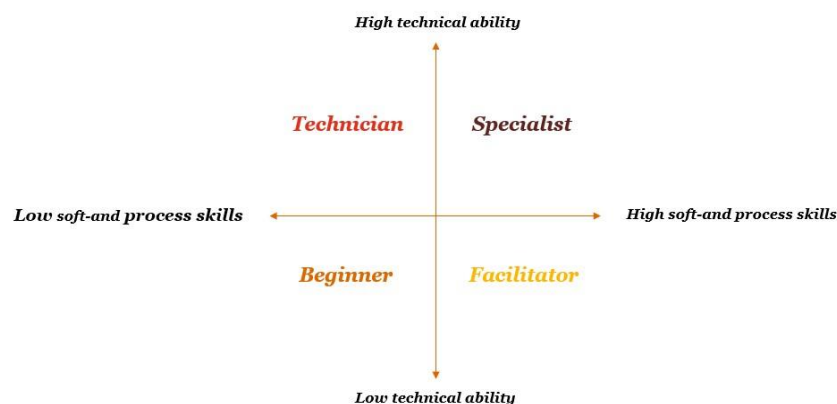 High technical ability
Technician
Specialist
Low soft-and process skills
High soft-and process skills
Beginner
Facilitator
Low technical ability